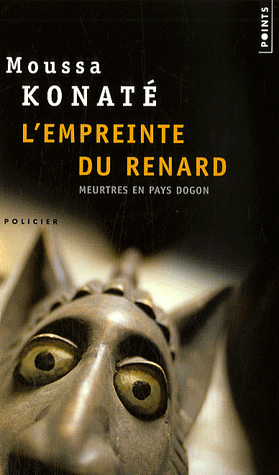 POINTS
Moussa
KONATÉ
L'EMPREINTE
DU RENARD
MEURTRES EN PAYS DOGON
POLICIER